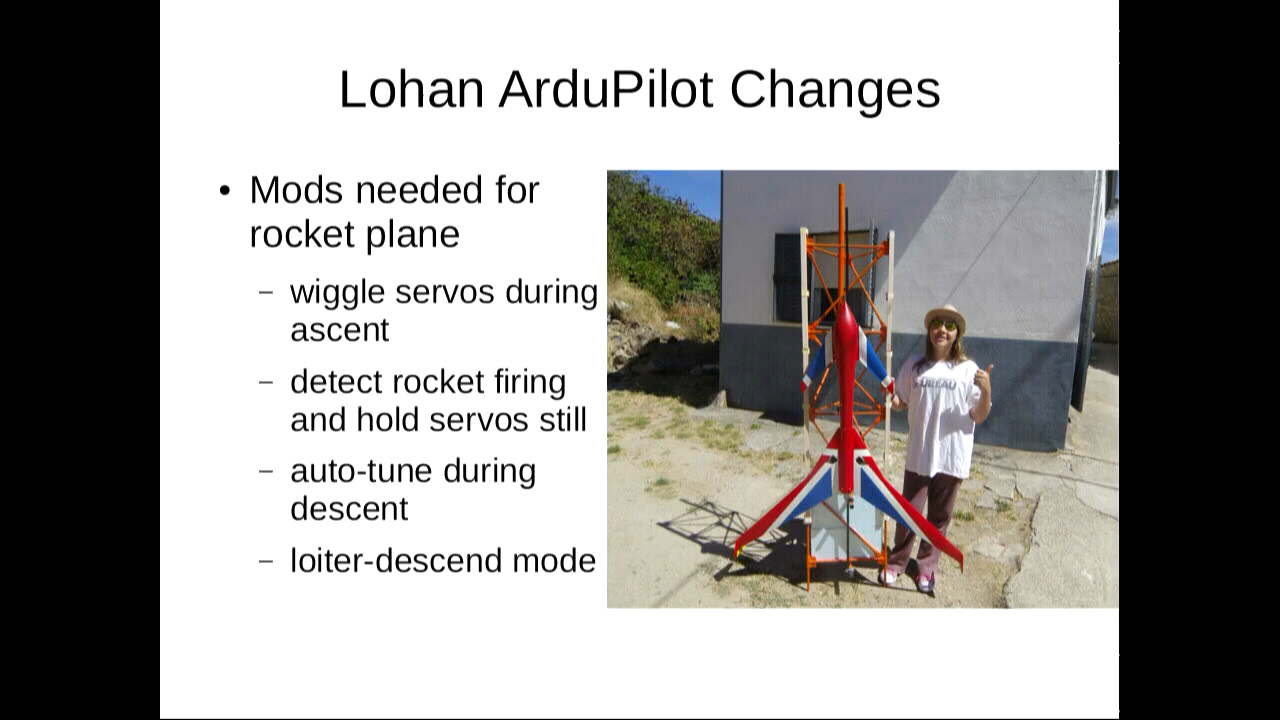 Lohan ArduPilot Changes
• Mods needed for
rocket plane
– wiggle servos during
ascent
– detect rocket firing
and hold servos still
– auto-tune during
descent
– loiter-descend mode